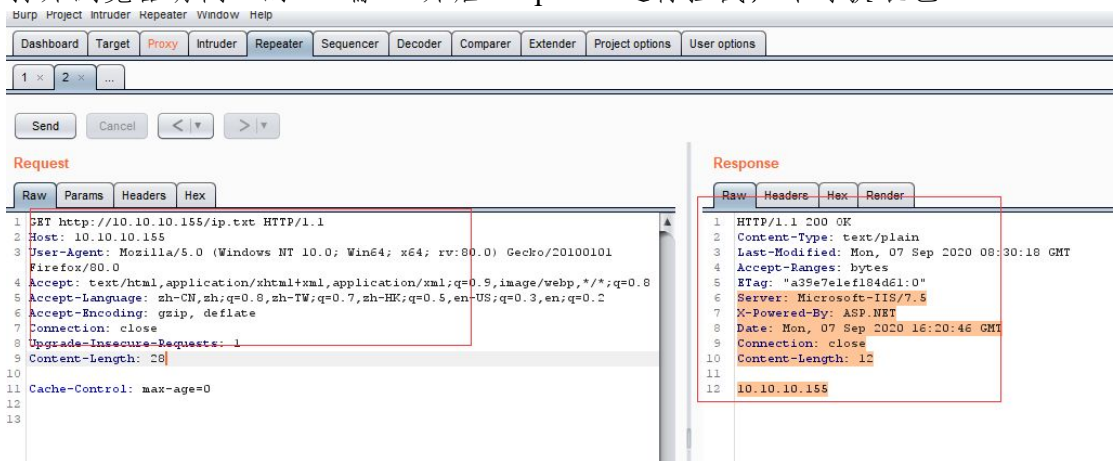 Burp Project Intruder Repeater Window Help
Dashboard Target Proxy Intruder Repeater Sequencer Decoder Comparer Extender Project options User options
1 × 2 × ...
Send Cancel < | ▼ > | ▼
Request
Raw Params Headers Hex
1 GET http://10.10.10.155/ip.txt HTTP/1.1
2 Host: 10.10.10.155
3 User-Agent: Mozilla/5.0 (Windows NT 10.0; Win64; x64; rv:80.0) Gecko/20100101
Firefox/80.0
4 Accept: text/html,application/xhtml+xml,application/xml;q=0.9,image/webp,*/*;q=0.8
5 Accept-Language: zh-CN,zh;q=0.8,zh-TW;q=0.7,zh-HK;q=0.5,en-US;q=0.3,en;q=0.2
6 Accept-Encoding: gzip, deflate
7 Connection: close
8 Upgrade-Insecure-Requests: 1
9 Content-Length: 28
10
11 Cache-Control: max-age=0
12
13
Response
Raw Headers Hex Render
1 HTTP/1.1 200 OK
2 Content-Type: text/plain
3 Last-Modified: Mon, 07 Sep 2020 08:30:18 GMT
4 Accept-Ranges: bytes
5 ETag: "a39e7e1ef184d61:0"
6 Server: Microsoft-IIS/7.5
7 X-Powered-By: ASP.NET
8 Date: Mon, 07 Sep 2020 16:20:46 GMT
9 Connection: close
10 Content-Length: 12
11
12 10.10.10.155